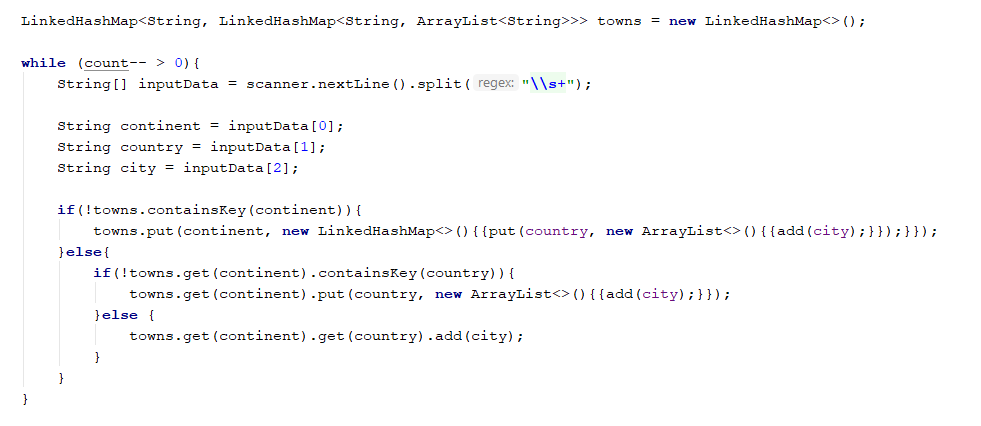 LinkedHashMap<String, LinkedHashMap<String, ArrayList<String>>> towns = new LinkedHashMap<>();
while (count-- > 0){
String[] inputData = scanner.nextLine().split( regex: "\\s+");
String continent = inputData[0];
String country = inputData[1];
String city = inputData[2];
if(!towns.containsKey(continent)){
towns.put(continent, new LinkedHashMap<>(){{put(country, new ArrayList<>(){{add(city);}});}});
}else{
if(!towns.get(continent).containsKey(country)){
towns.get(continent).put(country, new ArrayList<>(){{add(city);}});
}else {
towns.get(continent).get(country).add(city);
}
}
}